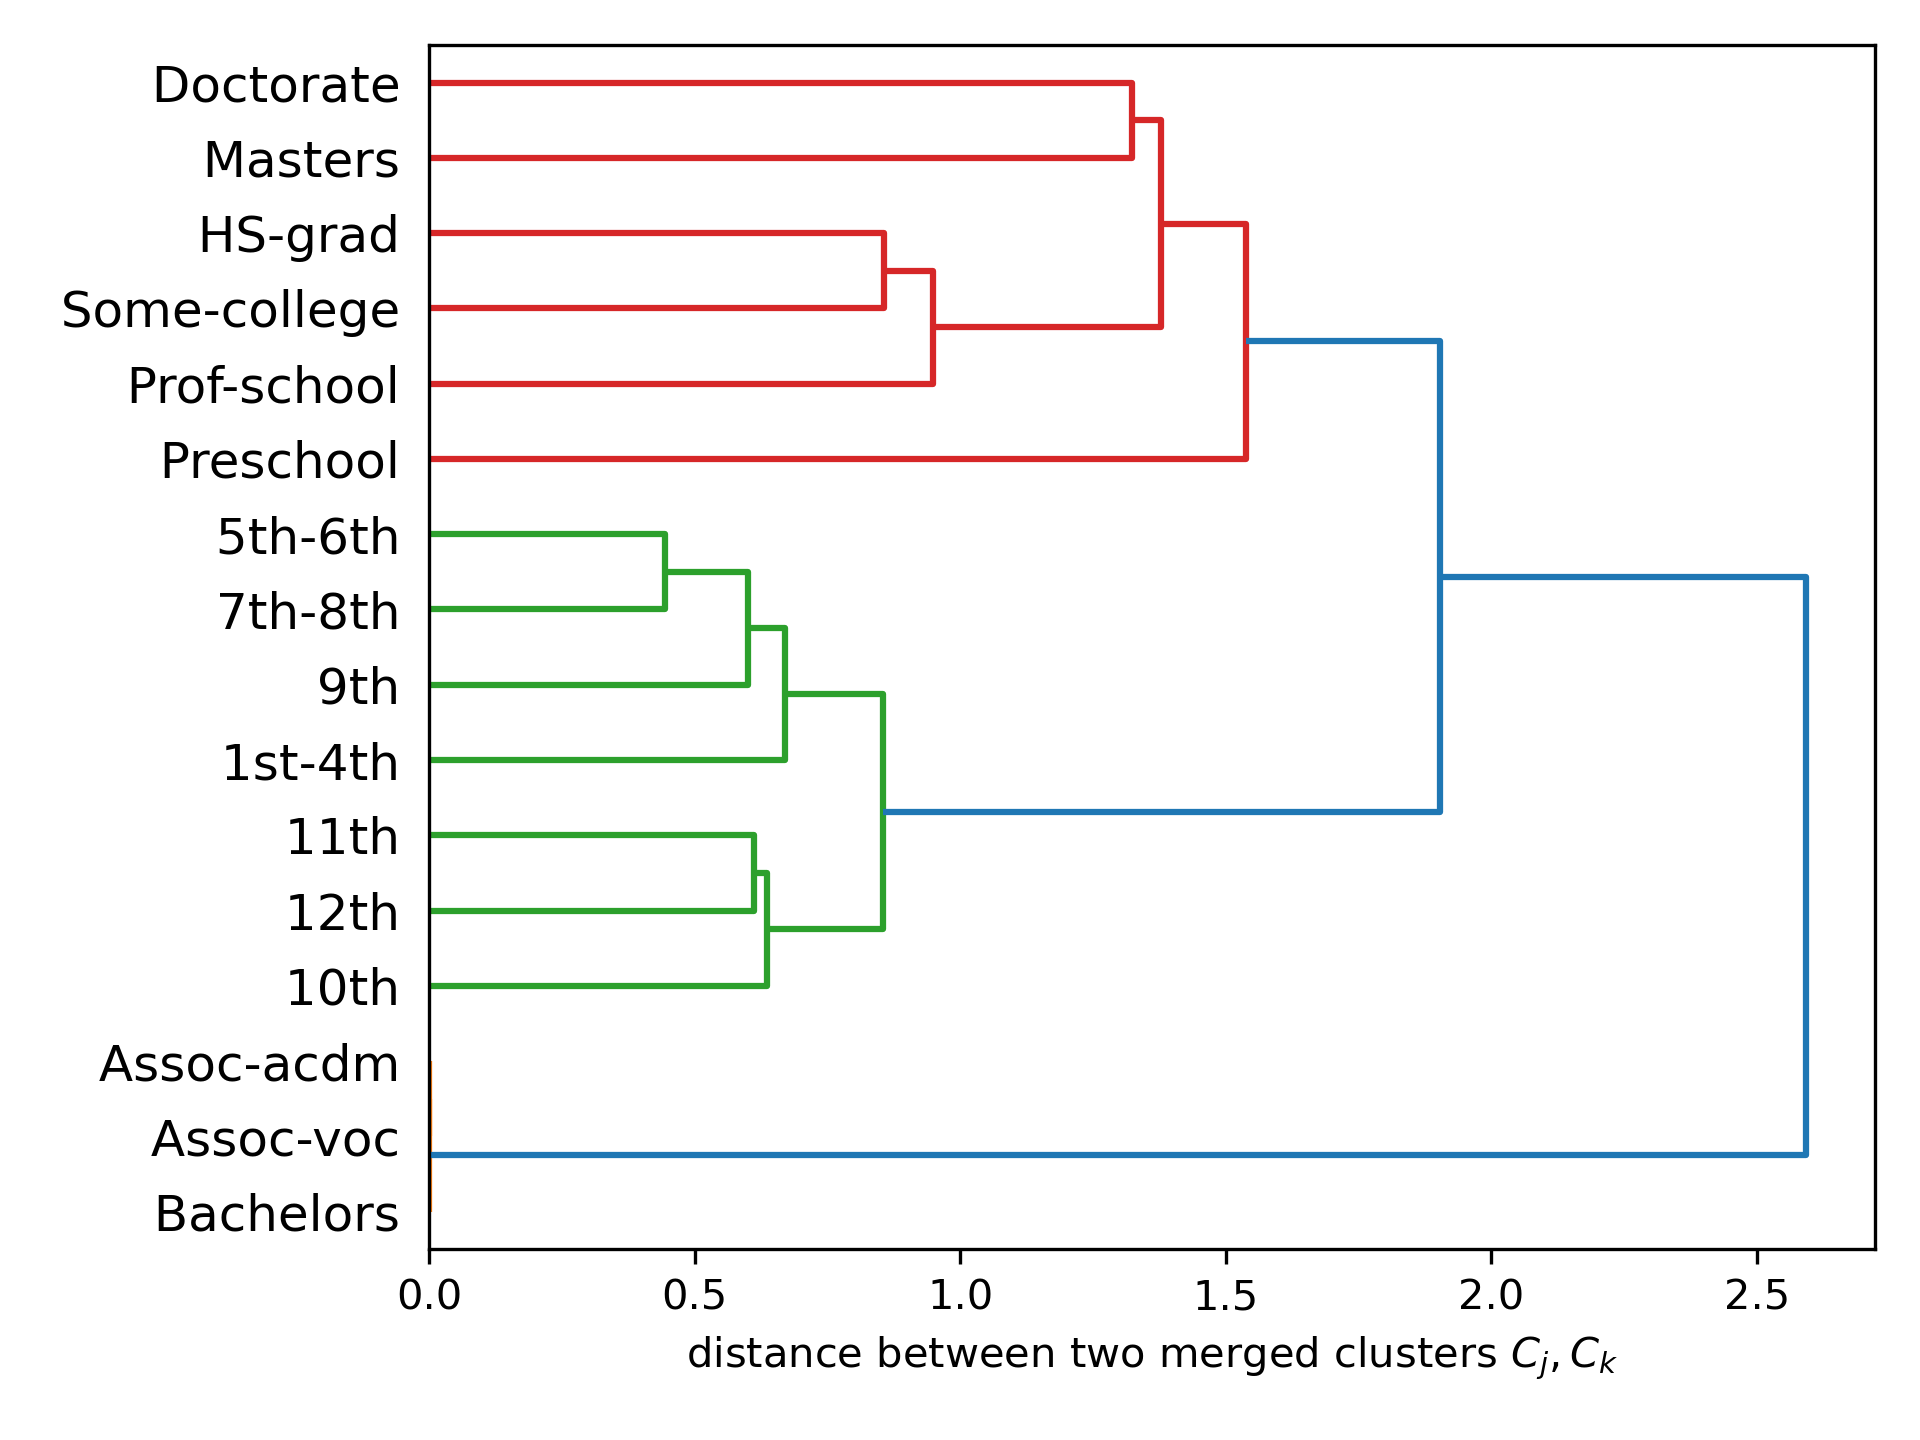 Doctorate
Masters
HS-grad
Some-college
Prof-school
Preschool
5th-6th
7th-8th
9th
1st-4th
11th
12th
10th
Assoc-acdm
Assoc-voc
Bachelors
0.0 0.5 1.0 1.5 2.0 2.5
distance between two merged clusters Cj, Ck